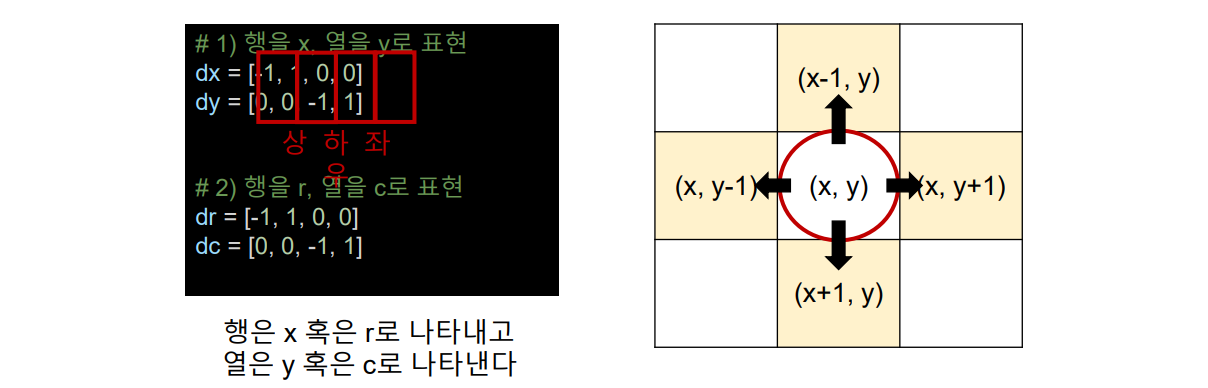 # 1) 행을 x, 열을 y로 표현
dx = [-1, 1, 0, 0]
dy = [0, 0, -1, 1]
상 하 좌
우
# 2) 행을 r, 열을 c로 표현
dr = [-1, 1, 0, 0]
dc = [0, 0, -1, 1]
행은 x 혹은 r로 나타내고
열은 y 혹은 c로 나타낸다
(x-1, y)
(x, y-1) (x, y) (x, y+1)
(x+1, y)